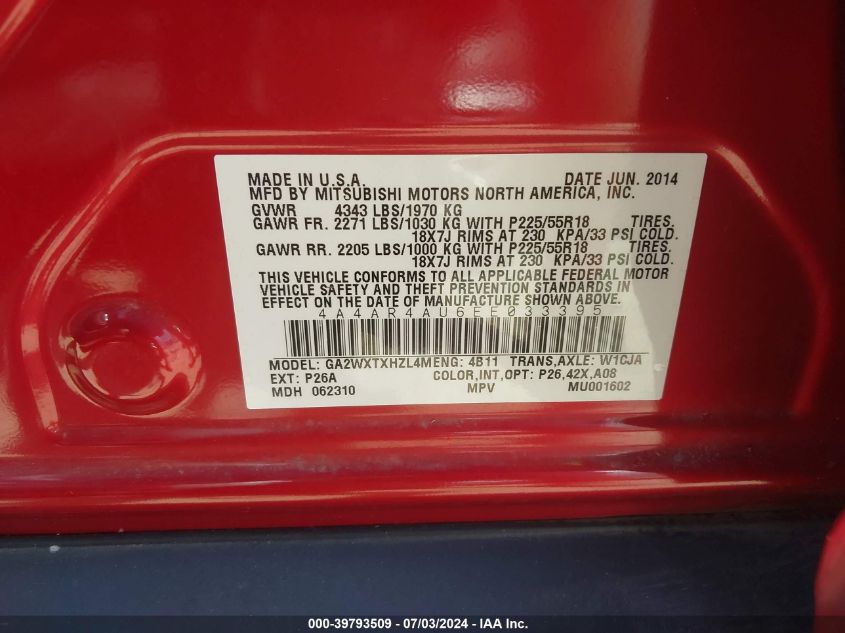 MADE IN U.S.A. DATE JUN. 2014
MFD BY MITSUBISHI MOTORS NORTH AMERICA, INC.
GVWR 4343 LBS/1970 KG
GAWR FR. 2271 LBS/1030 KG WITH P225/55R18 TIRES.
18X7J RIMS AT 230 KPA/33 PSI COLD.
GAWR RR. 2205 LBS/1000 KG WITH P225/55R18 TIRES.
18X7J RIMS AT 230 KPA/33 PSI COLD.
THIS VEHICLE CONFORMS TO ALL APPLICABLE FEDERAL MOTOR
VEHICLE SAFETY AND THEFT PREVENTION STANDARDS IN
EFFECT ON THE DATE OF MANUFACTURE SHOWN ABOVE.
4A4AR4AU6EE033395
MODEL: GA2WXTXHZL4MENG: 4B11 TRANS,AXLE: W1CJA
EXT: P26A COLOR,INT,OPT: P26,42X,A08
MDH 062310 MPV MU001602
000-39793509 / 07/03/2024 - IAA Inc.